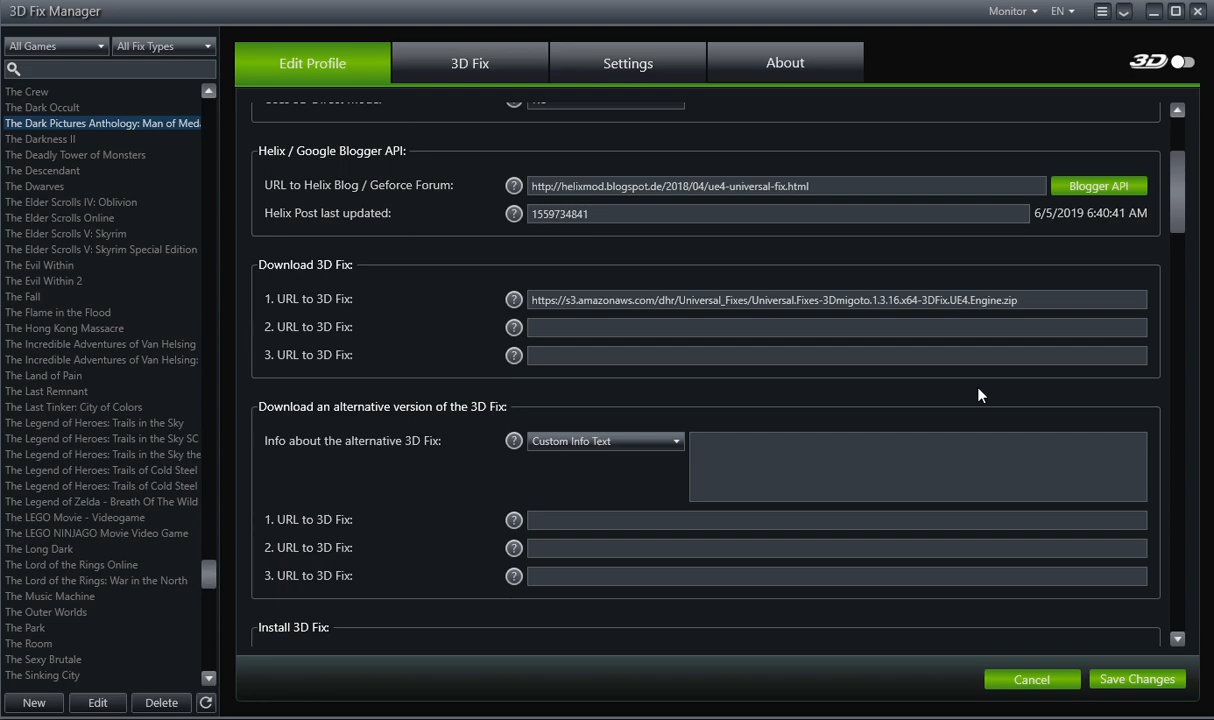 3D Fix Manager
Monitor
EN
All Games
All Fix Types
The Crew
The Dark Occult
The Dark Pictures Anthology: Man of Med
The Darkness II
The Deadly Tower of Monsters
The Descendant
The Dwarves
The Elder Scrolls IV: Oblivion
The Elder Scrolls Online
The Elder Scrolls V: Skyrim
The Elder Scrolls V: Skyrim Special Edition
The Evil Within
The Evil Within 2
The Fall
The Flame in the Flood
The Hong Kong Massacre
The Incredible Adventures of Van Helsing
The Incredible Adventures of Van Helsing:
The Land of Pain
The Last Remnant
The Last Tinker: City of Colors
The Legend of Heroes: Trails in the Sky
The Legend of Heroes: Trails in the Sky SC
The Legend of Heroes: Trails in the Sky the
The Legend of Heroes: Trails of Cold Steel
The Legend of Heroes: Trails of Cold Steel
The Legend of Zelda - Breath Of The Wild
The LEGO Movie - Videogame
The LEGO NINJAGO Movie Video Game
The Long Dark
The Lord of the Rings Online
The Lord of the Rings: War in the North
The Music Machine
The Outer Worlds
The Park
The Room
The Sexy Brutale
The Sinking City
New
Edit
Delete
Edit Profile
3D Fix
Settings
About
3D
Helix / Google Blogger API:
URL to Helix Blog / Geforce Forum:
? http://helixmod.blogspot.de/2018/04/ue4-universal-fix.html
Blogger API
Helix Post last updated:
? 1559734841
6/5/2019 6:40:41 AM
Download 3D Fix:
1. URL to 3D Fix:
? https://s3.amazonaws.com/dhr/Universal_Fixes/Universal.Fixes-3Dmigoto.1.3.16.x64-3DFix.UE4.Engine.zip
2. URL to 3D Fix:
?
3. URL to 3D Fix:
?
Download an alternative version of the 3D Fix:
Info about the alternative 3D Fix:
? Custom Info Text
1. URL to 3D Fix:
?
2. URL to 3D Fix:
?
3. URL to 3D Fix:
?
Install 3D Fix:
Cancel
Save Changes